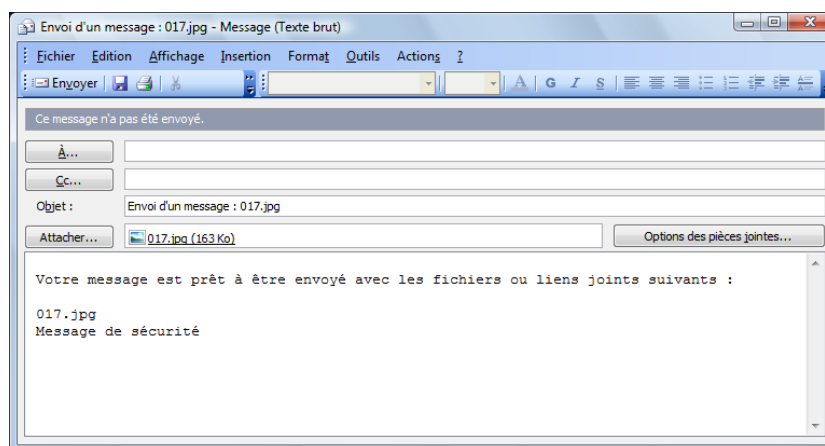 Envoi d'un message : 017.jpg - Message (Texte brut)
Fichier Edition Affichage Insertion Format Outils Actions ?
Envoyer A G I S
Ce message n'a pas été envoyé.
À...
Cc...
Objet : Envoi d'un message : 017.jpg
Attacher... 017.jpg (163 Ko) Options des pièces jointes...
Votre message est prêt à être envoyé avec les fichiers ou liens joints suivants :
017.jpg
Message de sécurité